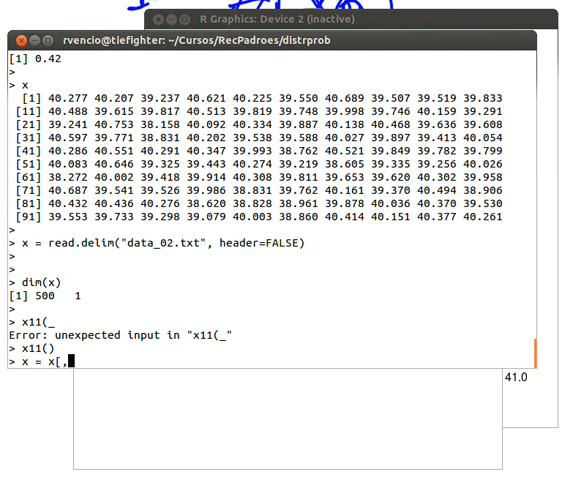 R Graphics: Device 2 (inactive)
rvencio@tiefighter: ~/Cursos/RecPadroes/distrprob
[1] 0.42
>
> x
[1] 40.277 40.207 39.237 40.621 40.225 39.550 40.689 39.507 39.519 39.833
[11] 40.488 39.615 39.817 40.513 39.819 39.748 39.998 39.746 40.159 39.291
[21] 39.241 40.753 38.158 40.092 40.334 39.887 40.138 40.468 39.636 39.608
[31] 40.597 39.771 38.831 40.202 39.538 39.588 40.027 39.897 39.413 40.054
[41] 40.286 40.551 40.291 40.347 39.993 38.762 40.521 39.849 39.782 39.799
[51] 40.083 40.646 39.325 39.443 40.274 39.219 38.605 39.335 39.256 40.026
[61] 38.272 40.002 39.418 39.914 40.308 39.811 39.653 39.620 40.302 39.958
[71] 40.687 39.541 39.526 39.986 38.831 39.762 40.161 39.370 40.494 38.906
[81] 40.432 40.436 40.276 38.620 38.828 38.961 39.878 40.036 40.370 39.530
[91] 39.553 39.733 39.298 39.079 40.003 38.860 40.414 40.151 40.377 40.261
>
> x = read.delim("data_02.txt", header=FALSE)
>
>
> dim(x)
[1] 500 1
>
> x11(_
Error: unexpected input in "x11(_"
> x11()
> x = x[,
41.0